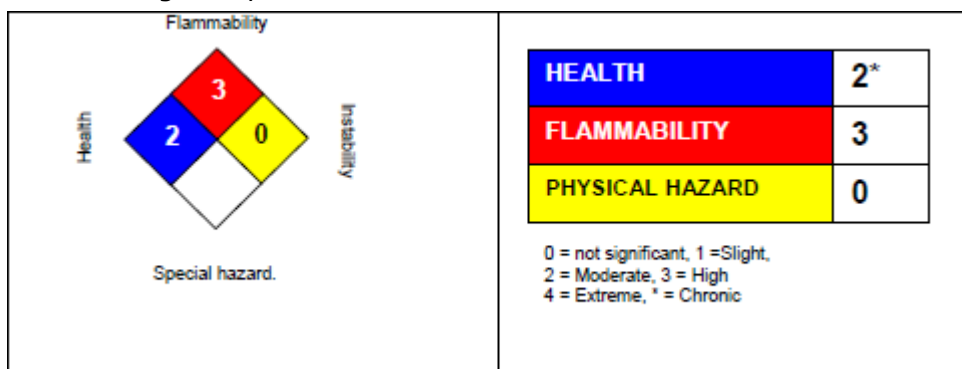 Flammability
3
Health
2
0
Instability
Special hazard.
HEALTH 2*
FLAMMABILITY 3
PHYSICAL HAZARD 0
0 = not significant, 1 =Slight,
2 = Moderate, 3 = High
4 = Extreme, * = Chronic